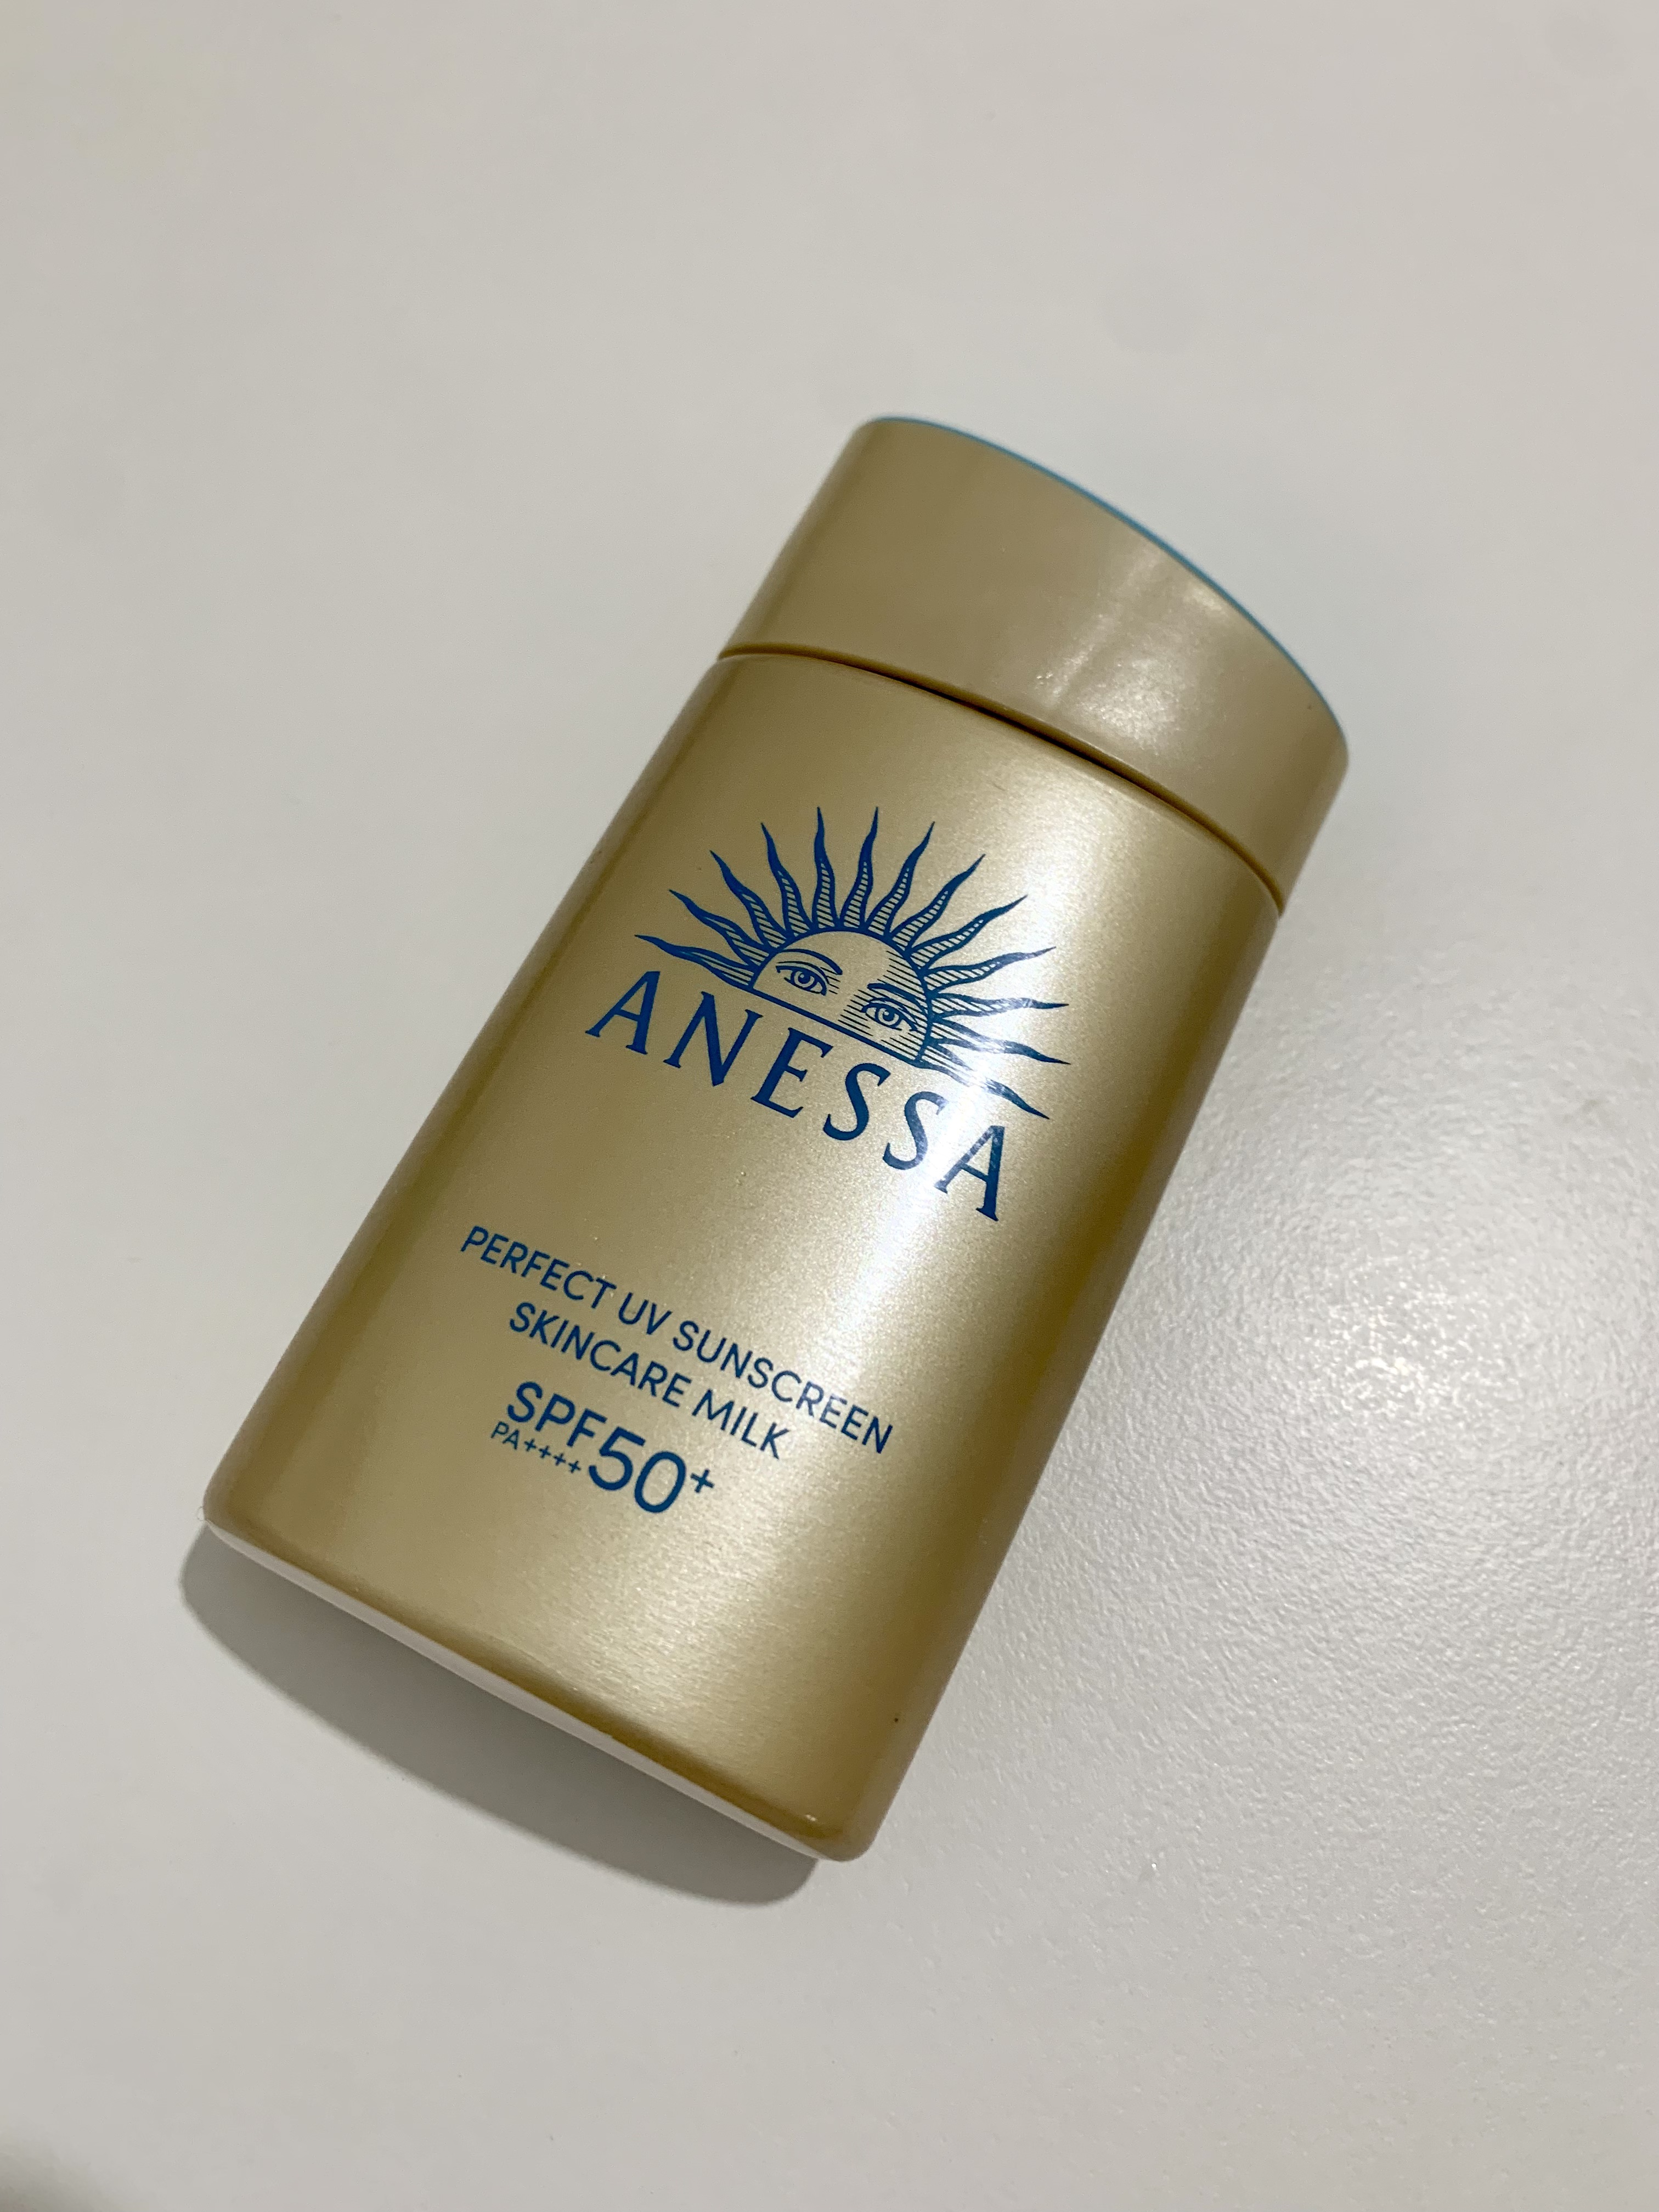 ANESSA
PERFECT UV SUNSCREEN
SKINCARE MILK
SPF50+
PA++++